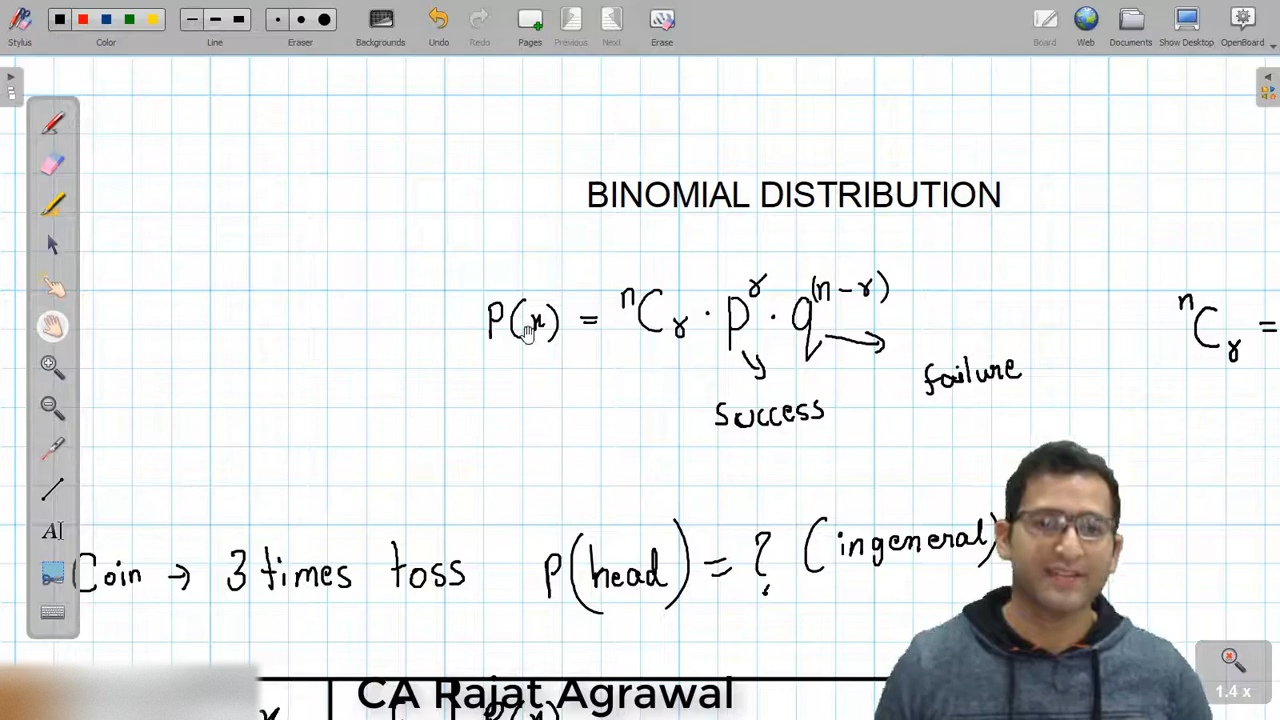 Stylus Color Line Eraser Backgrounds Undo Redo Pages Previous Next Erase Board Web Documents Show Desktop OpenBoard
BINOMIAL DISTRIBUTION
P(x) = ⁿCᵣ · pʳ · q⁽ⁿ⁻ʳ⁾
ⁿCᵣ =
failure
success
Coin → 3 times toss P(head) = ? (in general)
AI
1.4 x
CA Rajat Agrawal
x P(x)